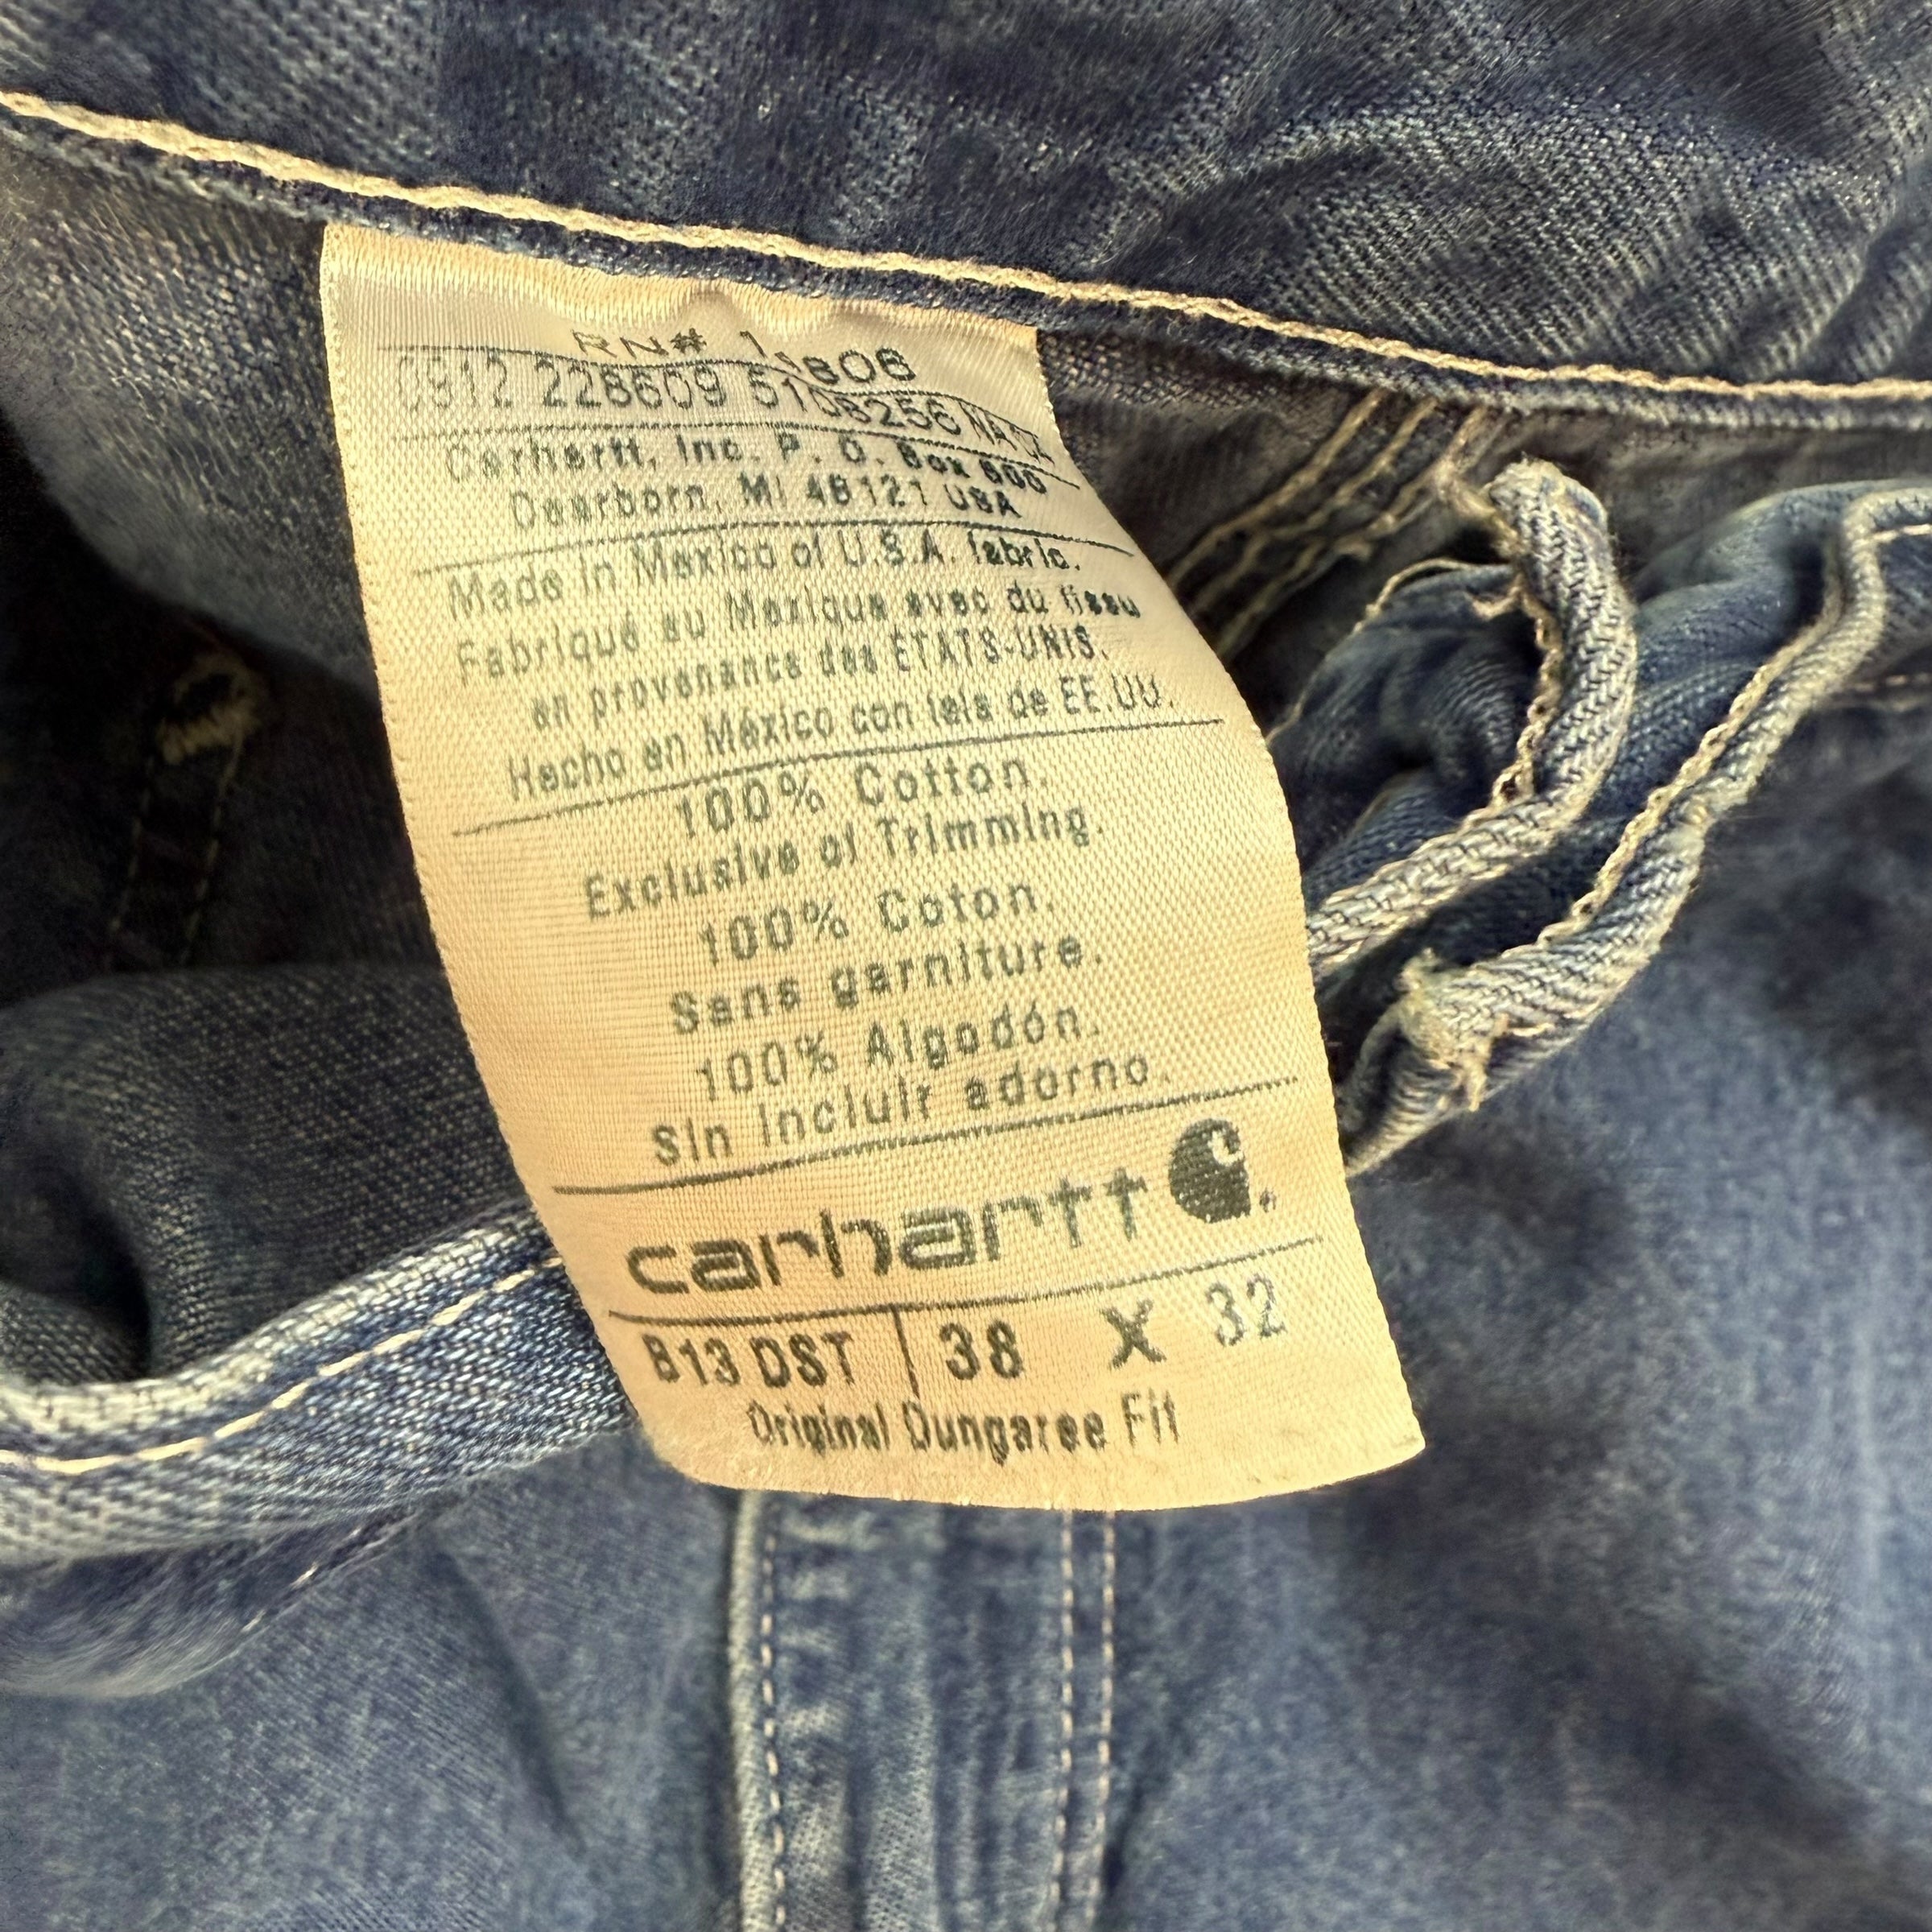 RN# 14806
0912 228609 5108256 NA 04
Carhartt, Inc. P. O. Box 600
Dearborn, MI 48121 USA
Made in Mexico of U.S.A. fabric.
Fabriqué au Mexique avec du tissu
en provenance des ÉTATS-UNIS.
Hecho en México con tela de EE.UU.
100% Cotton.
Exclusive of Trimming.
100% Coton.
Sans garniture.
100% Algodón.
Sin incluir adorno.
carhartt
B13 DST 38 X 32
Original Dungaree Fit